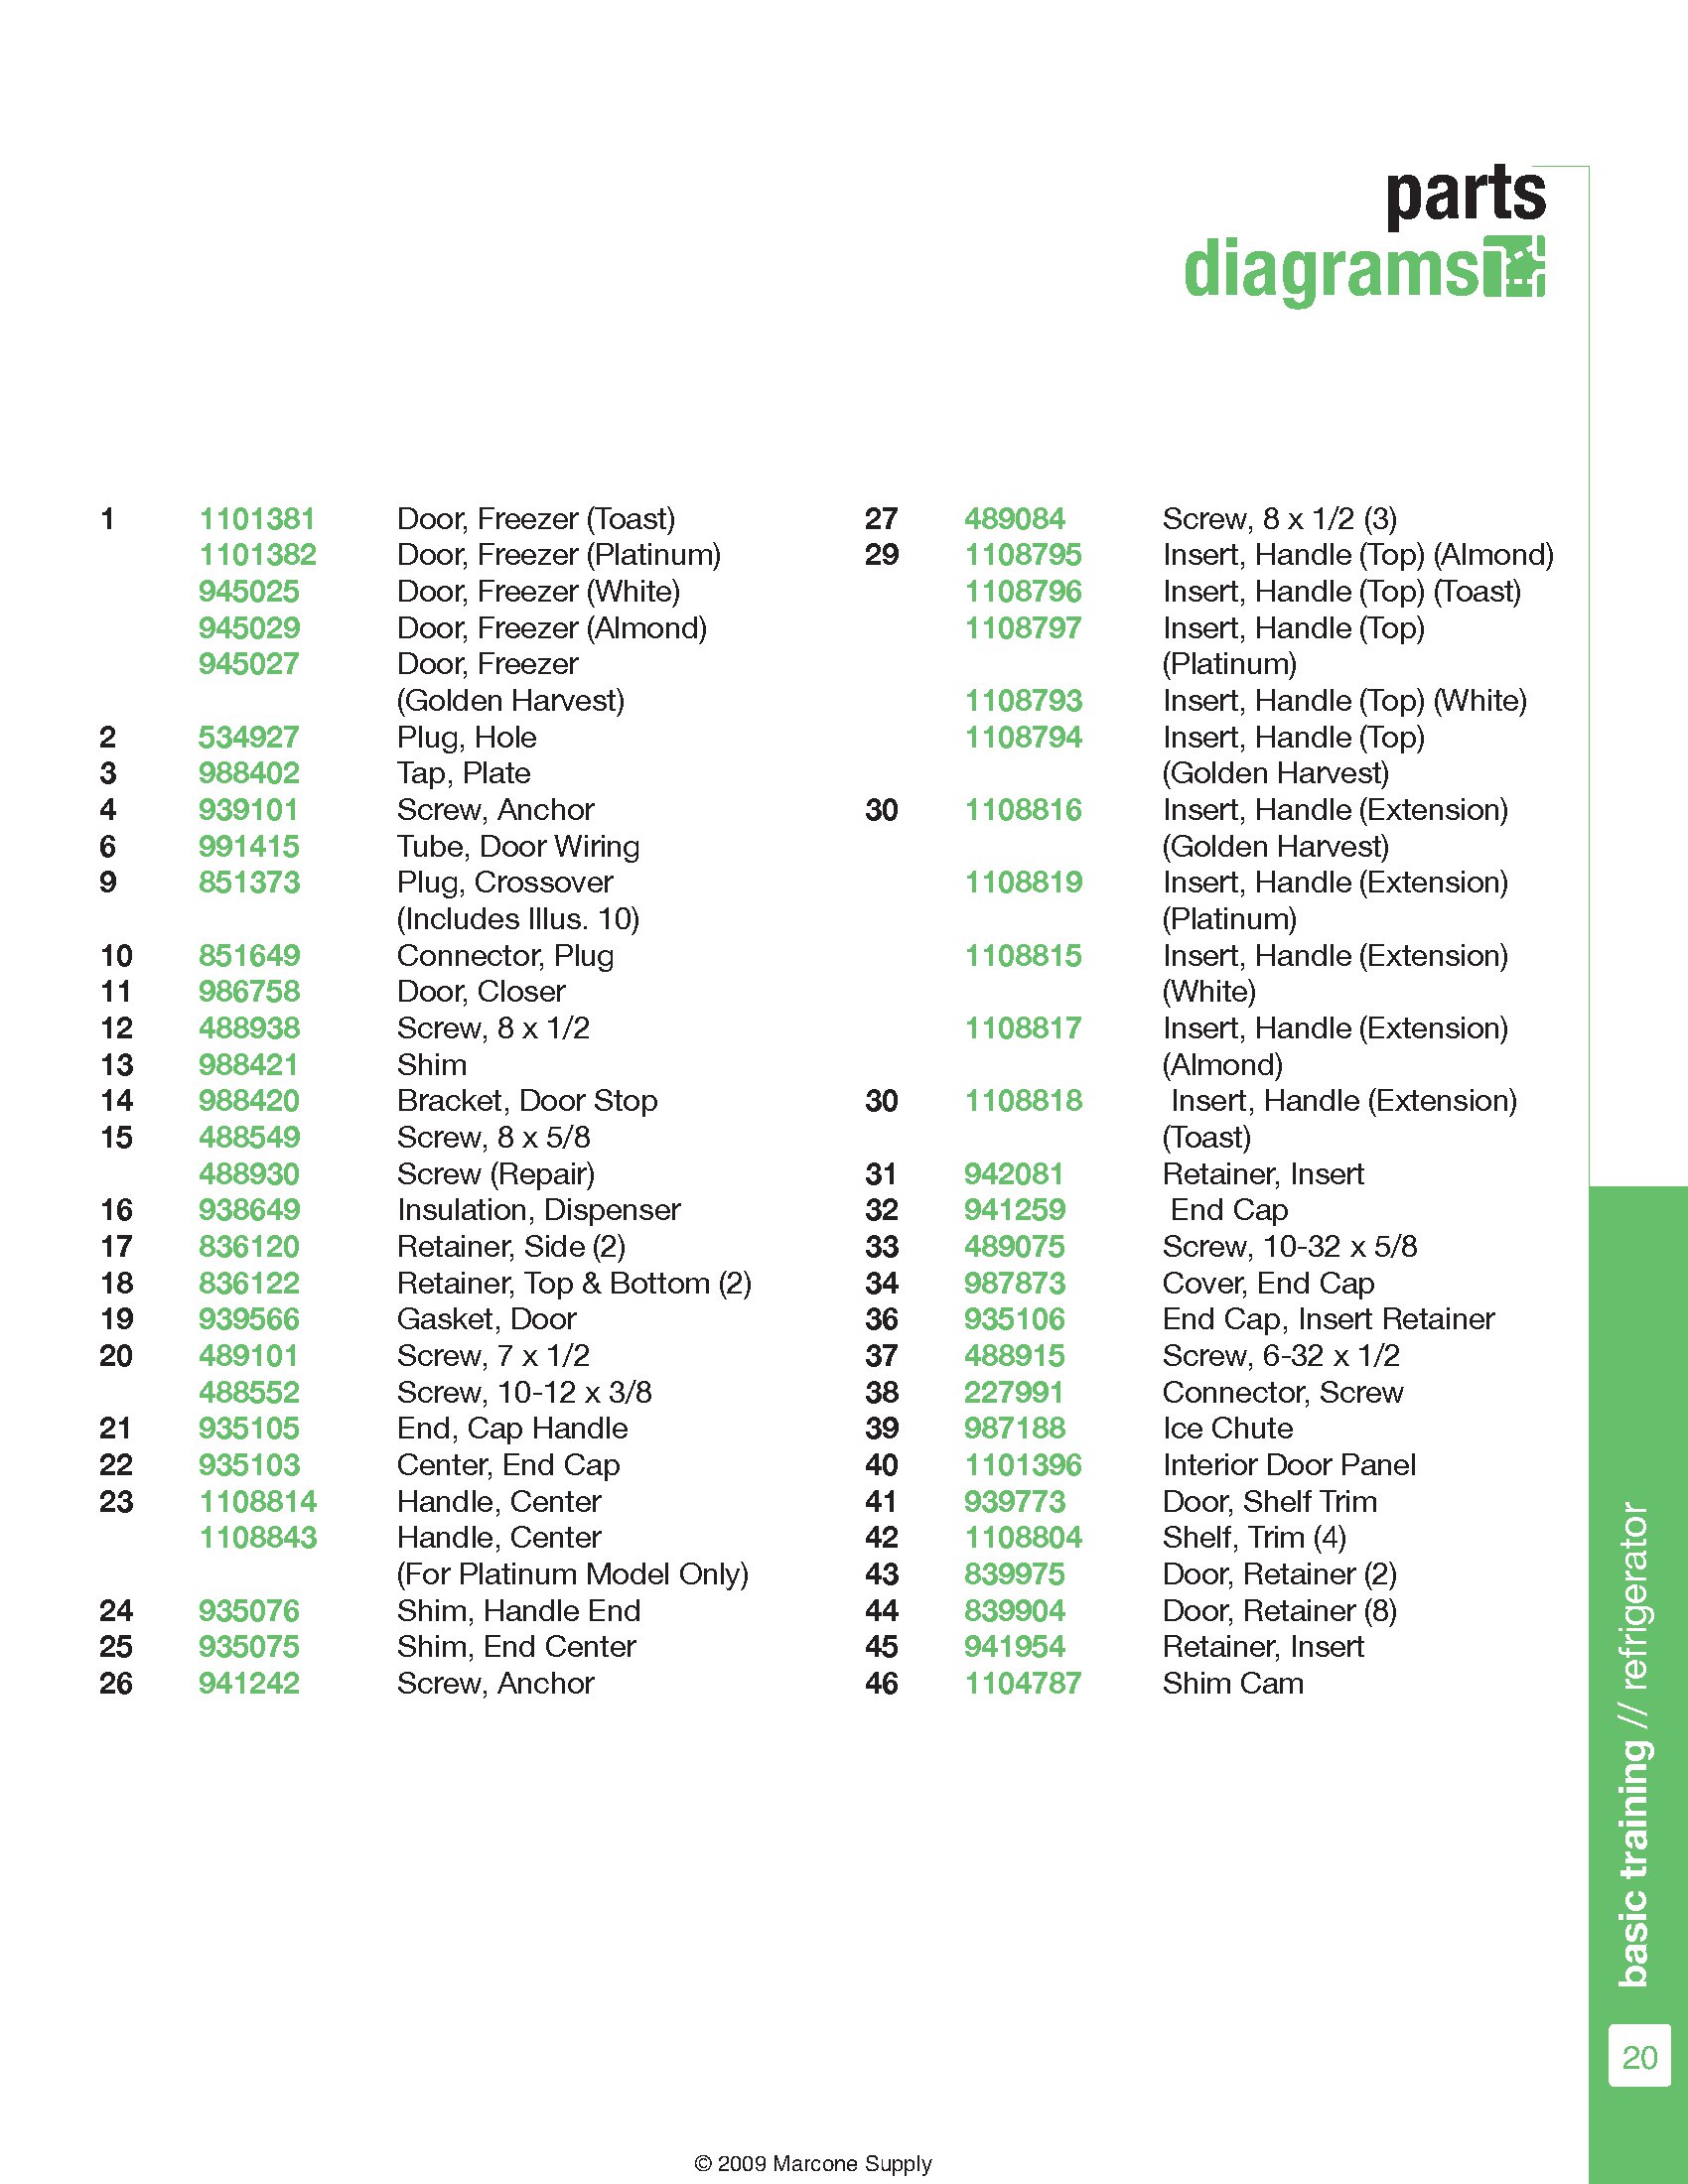 parts
diagrams
1 1101381 Door, Freezer (Toast)
1101382 Door, Freezer (Platinum)
945025 Door, Freezer (White)
945029 Door, Freezer (Almond)
945027 Door, Freezer
(Golden Harvest)
2 534927 Plug, Hole
3 988402 Tap, Plate
4 939101 Screw, Anchor
6 991415 Tube, Door Wiring
9 851373 Plug, Crossover
(Includes Illus. 10)
10 851649 Connector, Plug
11 986758 Door, Closer
12 488938 Screw, 8 x 1/2
13 988421 Shim
14 988420 Bracket, Door Stop
15 488549 Screw, 8 x 5/8
488930 Screw (Repair)
16 938649 Insulation, Dispenser
17 836120 Retainer, Side (2)
18 836122 Retainer, Top & Bottom (2)
19 939566 Gasket, Door
20 489101 Screw, 7 x 1/2
488552 Screw, 10-12 x 3/8
21 935105 End, Cap Handle
22 935103 Center, End Cap
23 1108814 Handle, Center
1108843 Handle, Center
(For Platinum Model Only)
24 935076 Shim, Handle End
25 935075 Shim, End Center
26 941242 Screw, Anchor
27 489084 Screw, 8 x 1/2 (3)
29 1108795 Insert, Handle (Top) (Almond)
1108796 Insert, Handle (Top) (Toast)
1108797 Insert, Handle (Top)
(Platinum)
1108793 Insert, Handle (Top) (White)
1108794 Insert, Handle (Top)
(Golden Harvest)
30 1108816 Insert, Handle (Extension)
(Golden Harvest)
1108819 Insert, Handle (Extension)
(Platinum)
1108815 Insert, Handle (Extension)
(White)
1108817 Insert, Handle (Extension)
(Almond)
30 1108818 Insert, Handle (Extension)
(Toast)
31 942081 Retainer, Insert
32 941259 End Cap
33 489075 Screw, 10-32 x 5/8
34 987873 Cover, End Cap
36 935106 End Cap, Insert Retainer
37 488915 Screw, 6-32 x 1/2
38 227991 Connector, Screw
39 987188 Ice Chute
40 1101396 Interior Door Panel
41 939773 Door, Shelf Trim
42 1108804 Shelf, Trim (4)
43 839975 Door, Retainer (2)
44 839904 Door, Retainer (8)
45 941954 Retainer, Insert
46 1104787 Shim Cam
basic training // refrigerator
20
© 2009 Marcone Supply